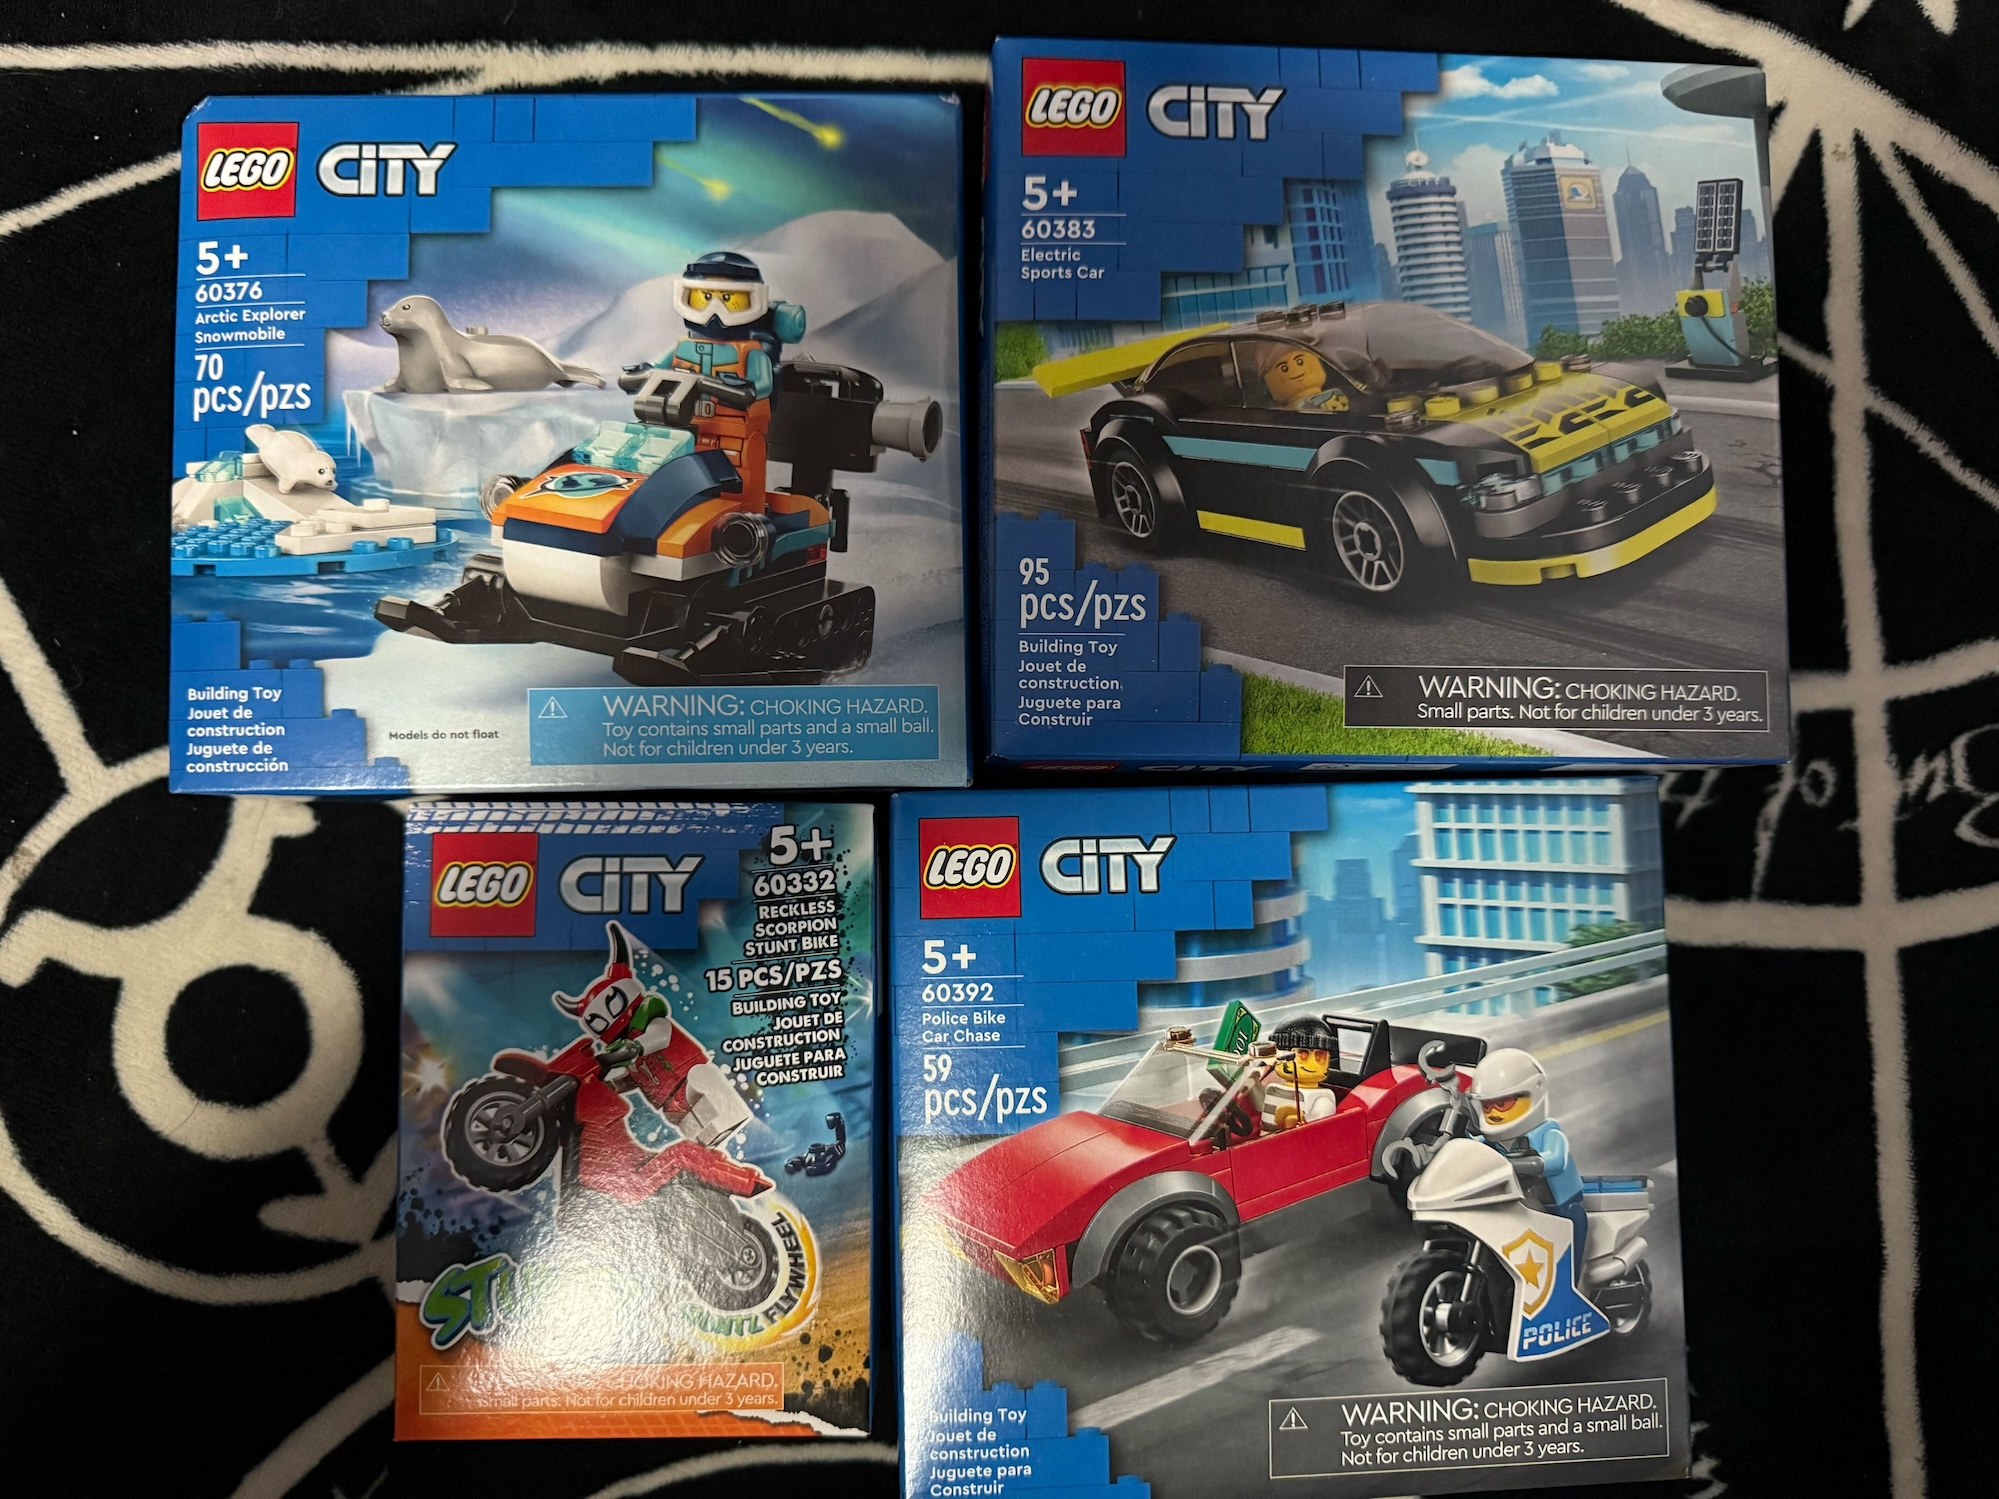 LEGO CITY
5+
60376
Arctic Explorer
Snowmobile
70
pcs/pzs
Building Toy
Jouet de
construction
Juguete de
construcción
Models do not float
WARNING: CHOKING HAZARD.
Toy contains small parts and a small ball.
Not for children under 3 years.
LEGO CITY
5+
60383
Electric
Sports Car
CITY
95
pcs/pzs
Building Toy
Jouet de
construction
Juguete para
Construir
WARNING: CHOKING HAZARD.
Small parts. Not for children under 3 years.
LEGO CITY
5+
60332
RECKLESS
SCORPION
STUNT BIKE
15 PCS/PZS
BUILDING TOY
JOUET DE
CONSTRUCTION
JUGUETE PARA
CONSTRUIR
FLYWHEEL
CHOKING HAZARD.
Small parts. Not for children under 3 years.
LEGO CITY
5+
60392
Police Bike
Car Chase
59
pcs/pzs
100
POLICE
Building Toy
Jouet de
construction
Juguete para
Construir
WARNING: CHOKING HAZARD.
Toy contains small parts and a small ball.
Not for children under 3 years.